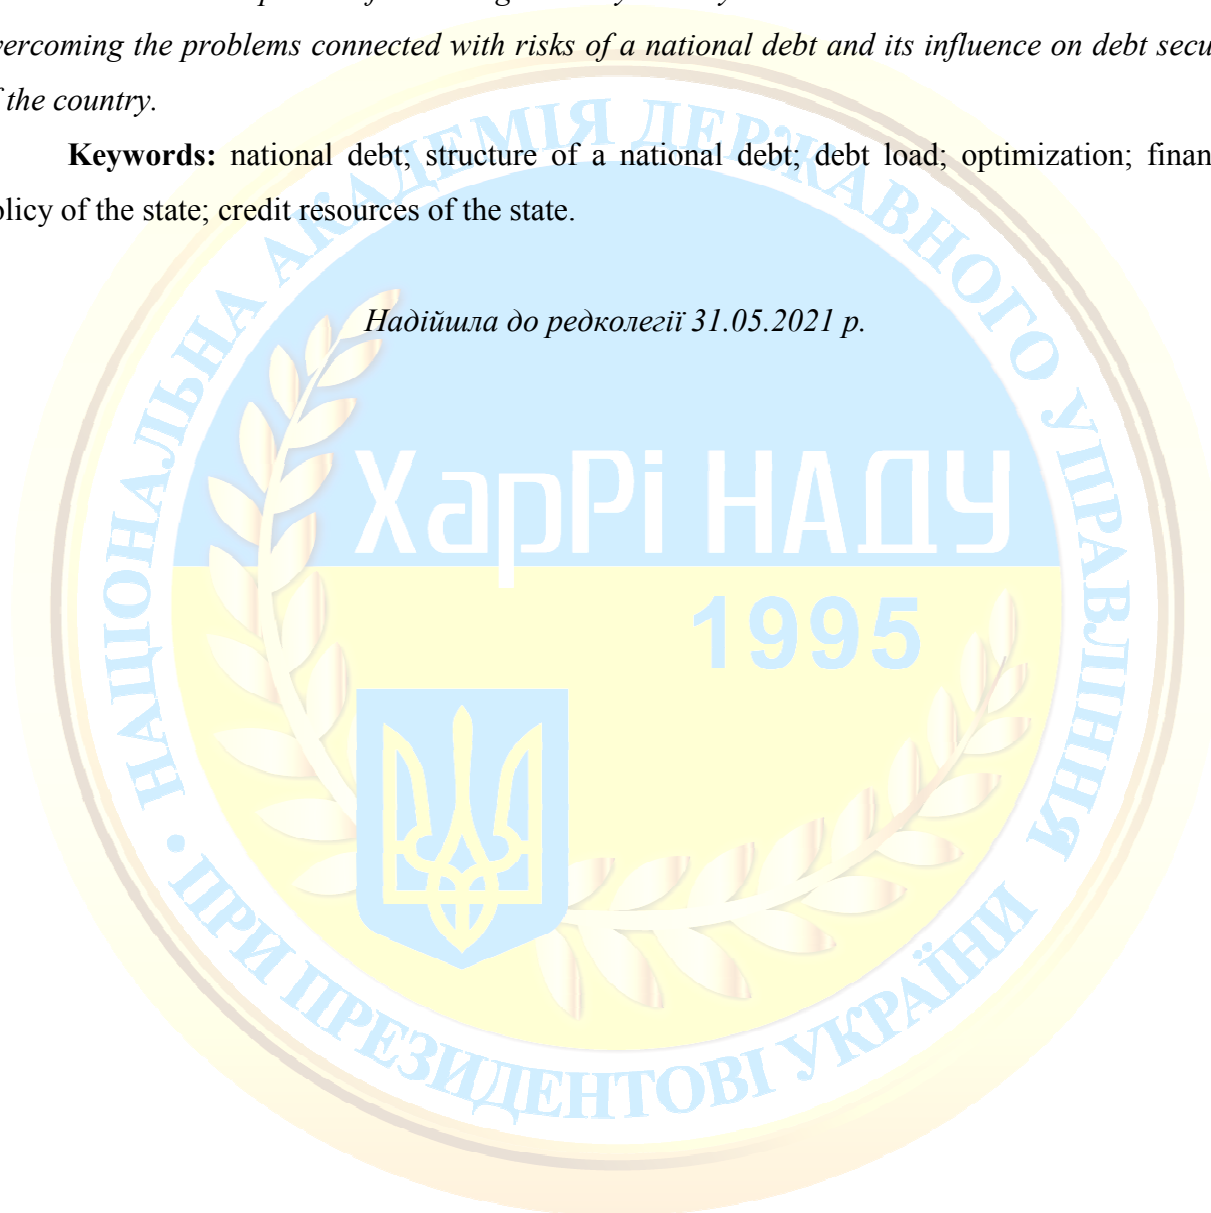 overcoming the problems connected with risks of a national debt and its influence on debt secu
f the country.
Keywords: national debt; structure of a national debt; debt load; optimization; finan
olicy of the state; credit resources of the state.
Надійшла до редколегії 31.05.2021 р.
НАЦІОНАЛЬНА АКАДЕМІЯ ДЕРЖАВНОГО УПРАВЛІННЯ
ХарРі НАДУ
1995
• ПРИ ПРЕЗИДЕНТОВІ УКРАЇНИ